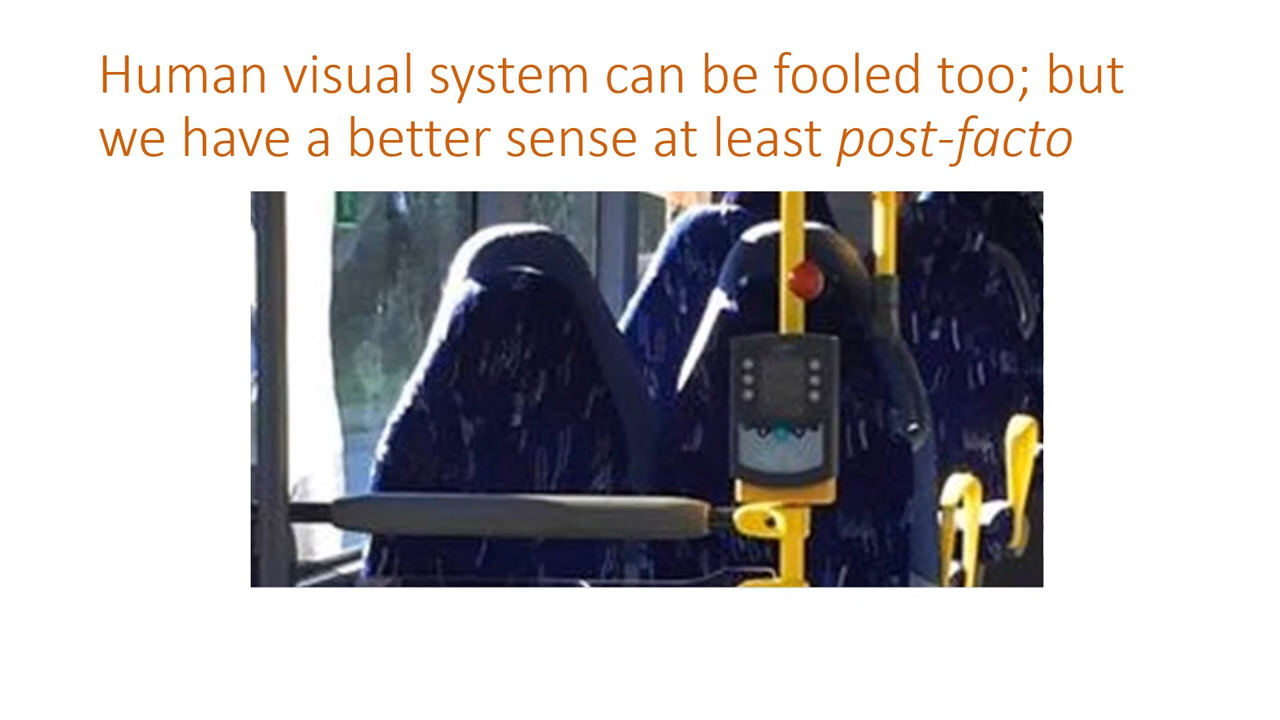 Human visual system can be fooled too; but
we have a better sense at least post-facto